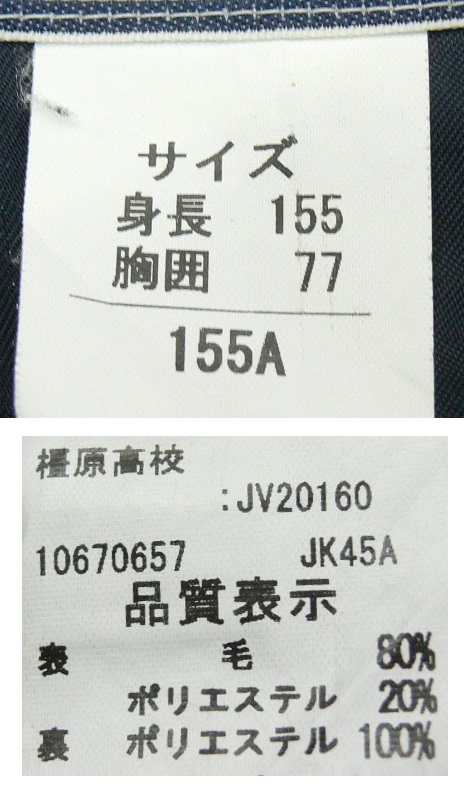 サイズ
身長 155
胸囲 77
155A
橿原高校
:JV20160
10670657 JK45A
品質表示
表 毛 80%
ポリエステル 20%
裏 ポリエステル 100%